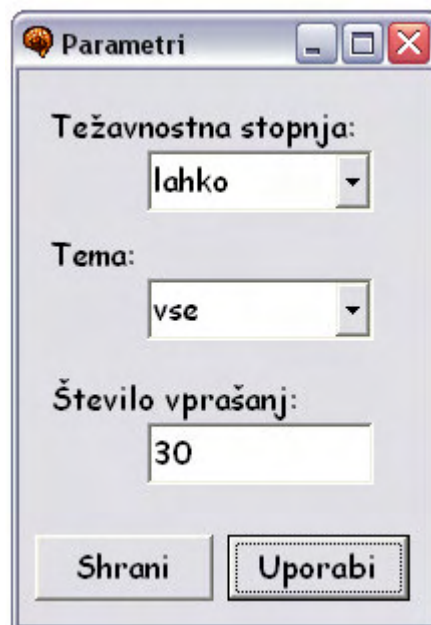 Parametri
Težavnostna stopnja:
lahko
Tema:
vse
Število vprašanj:
30
Shrani Uporabi